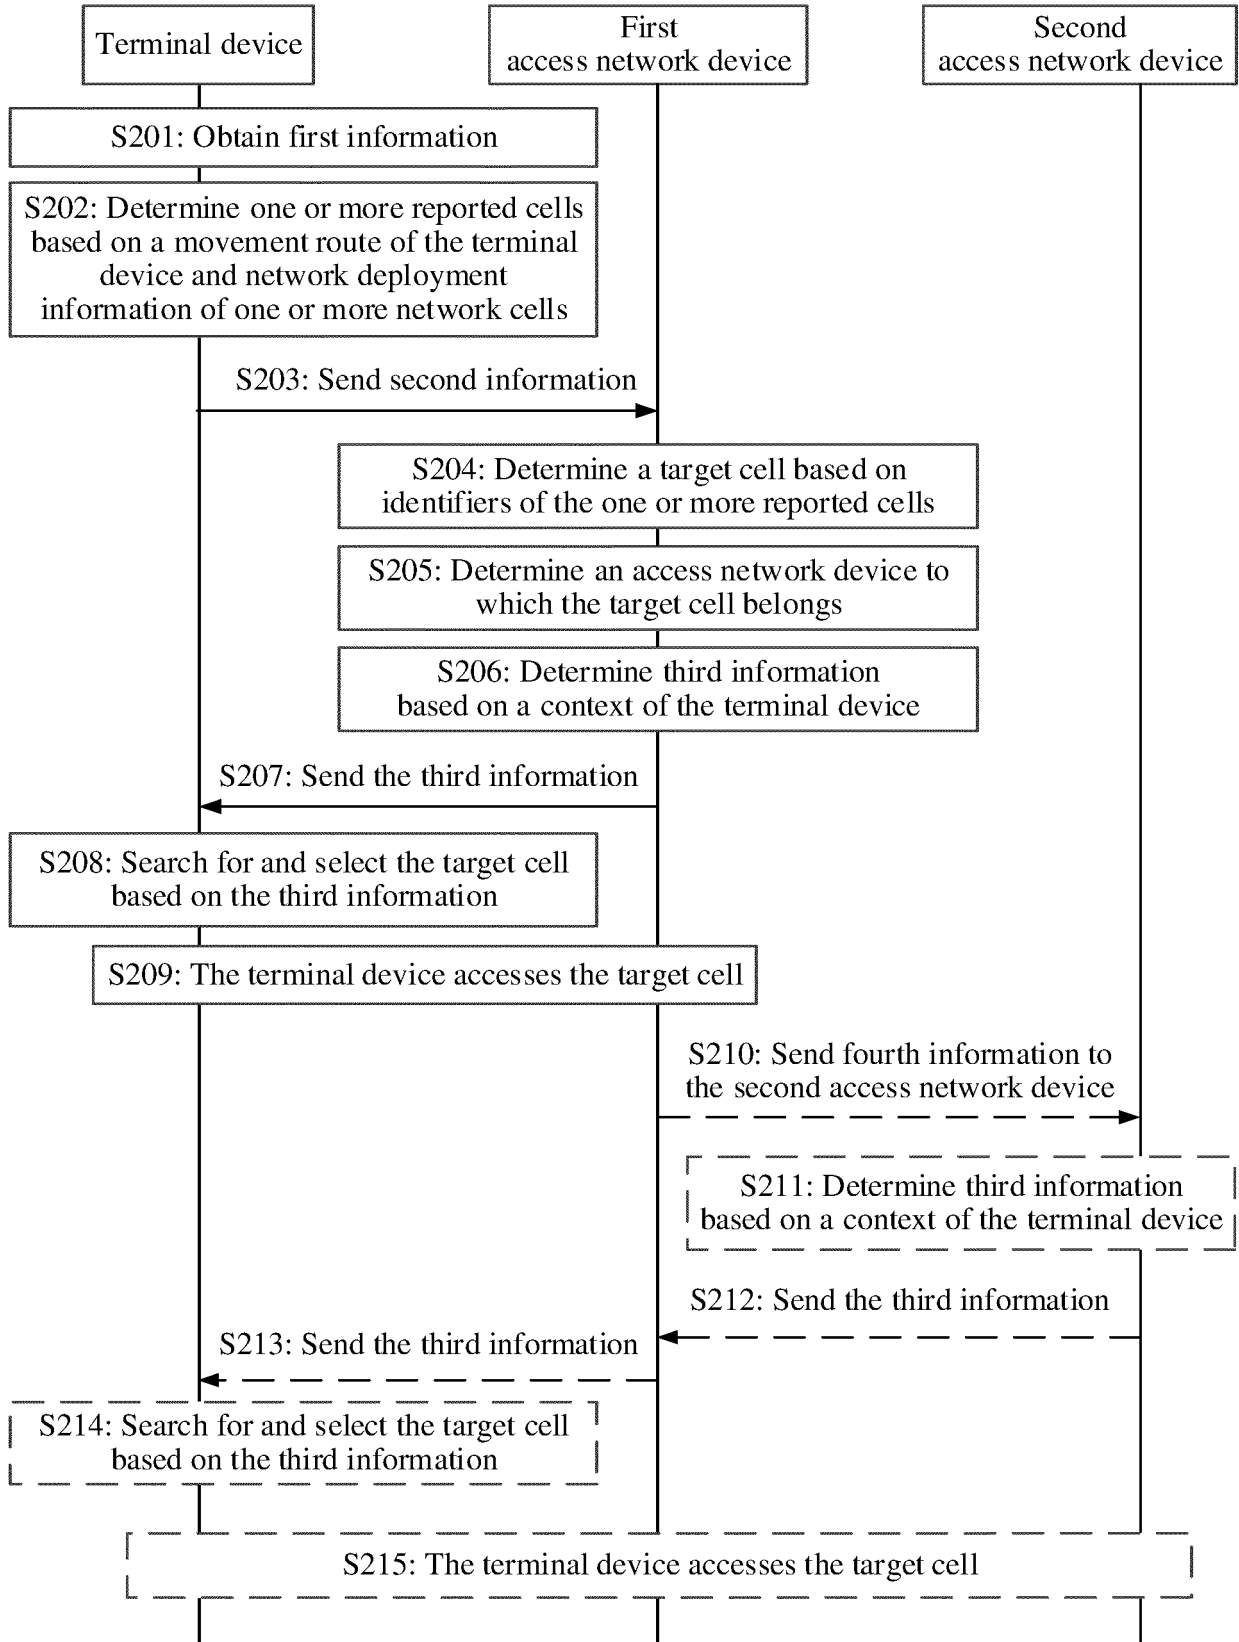 Terminal device
First
access network device
Second
access network device
S201: Obtain first information
S202: Determine one or more reported cells
based on a movement route of the terminal
device and network deployment
information of one or more network cells
S203: Send second information
S204: Determine a target cell based on
identifiers of the one or more reported cells
S205: Determine an access network device to
which the target cell belongs
S206: Determine third information
based on a context of the terminal device
S207: Send the third information
S208: Search for and select the target cell
based on the third information
S209: The terminal device accesses the target cell
S210: Send fourth information to
the second access network device
S211: Determine third information
based on a context of the terminal device
S212: Send the third information
S213: Send the third information
S214: Search for and select the target cell
based on the third information
S215: The terminal device accesses the target cell